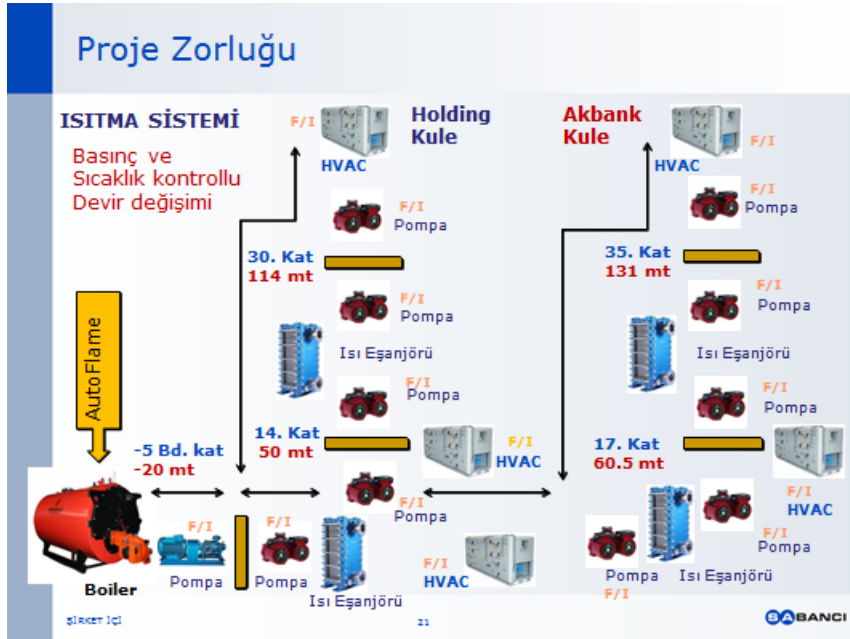 Proje Zorluğu
ISITMA SİSTEMİ
Basınç ve
Sıcaklık kontrollu
Devir değişimi
F/I
HVAC
Holding
Kule
Akbank
Kule
F/I
HVAC
F/I
Pompa
F/I
Pompa
30. Kat
114 mt
35. Kat
131 mt
F/I
Pompa
F/I
Pompa
Isı Eşanjörü
Isı Eşanjörü
AutoFlame
F/I
Pompa
F/I
Pompa
14. Kat
50 mt
F/I
HVAC
17. Kat
60.5 mt
-5 Bd. kat
-20 mt
F/I
Pompa
F/I
HVAC
F/I
Pompa
F/I
Pompa
F/I
Pompa
Isı Eşanjörü
F/I
HVAC
Pompa
F/I
Isı Eşanjörü
Boiler
ŞİRKET İÇİ
21
SABANCI